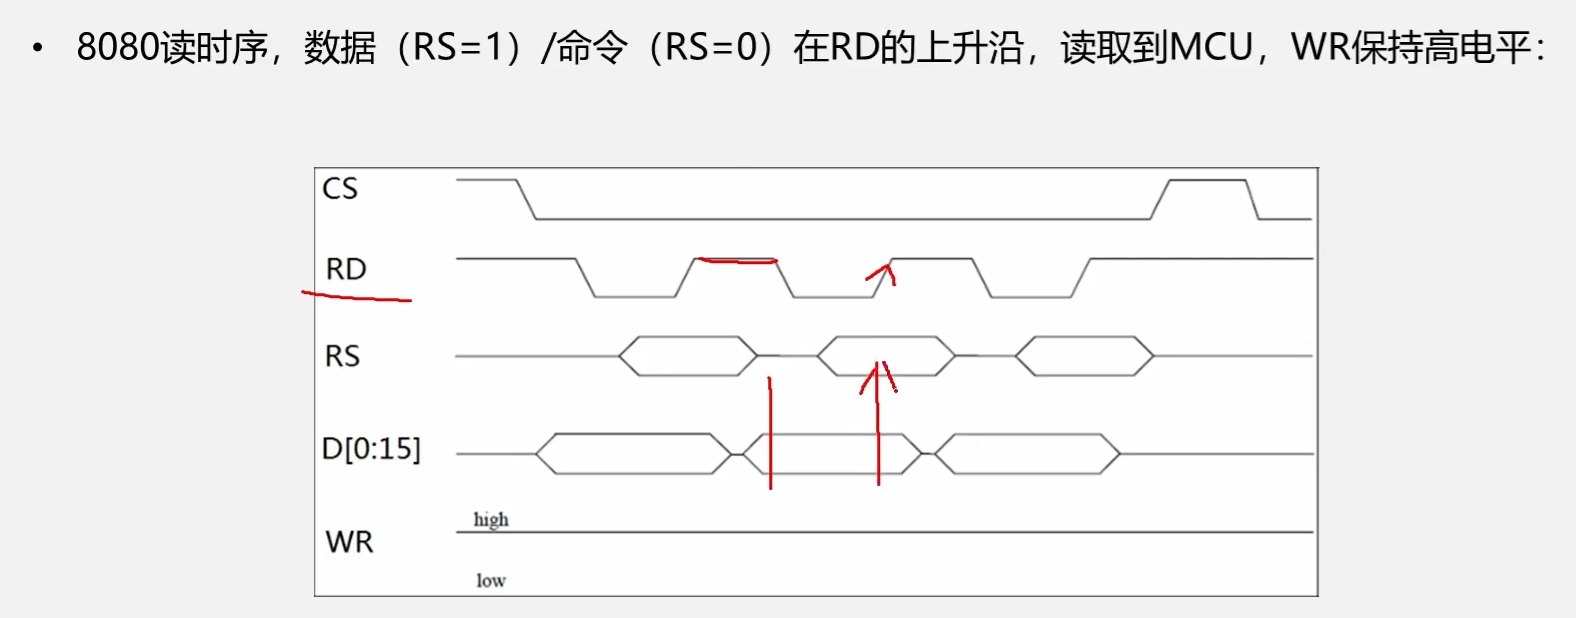 • 8080读时序，数据（RS=1）/命令（RS=0）在RD的上升沿，读取到MCU，WR保持高电平：
CS
RD
RS
D[0:15]
high
WR
low